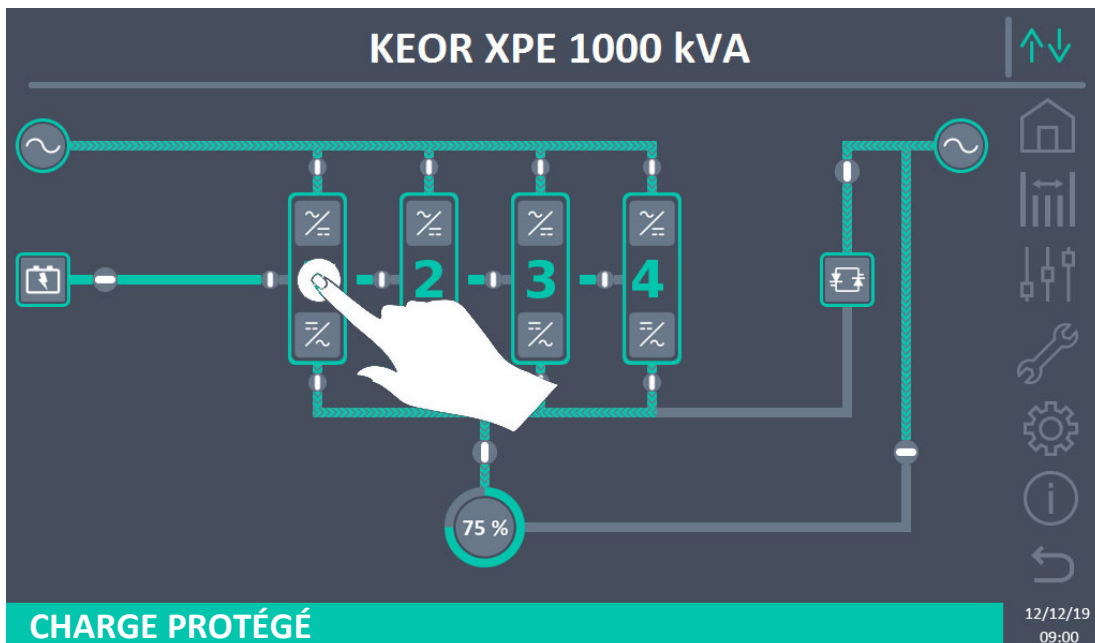 KEOR XPE 1000 kVA
2 3 4
75 %
CHARGE PROTÉGÉ
12/12/19
09:00